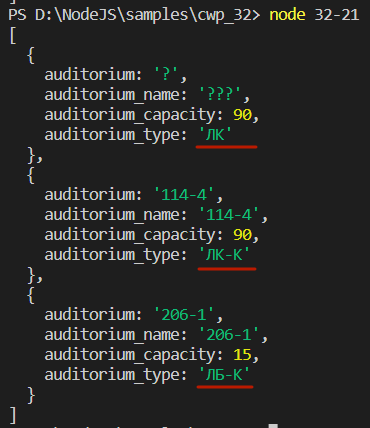 PS D:\NodeJS\samples\cwp_32> node 32-21
[
  {
    auditorium: '?',
    auditorium_name: '???',
    auditorium_capacity: 90,
    auditorium_type: 'ЛК'
  },
  {
    auditorium: '114-4',
    auditorium_name: '114-4',
    auditorium_capacity: 90,
    auditorium_type: 'ЛК-К'
  },
  {
    auditorium: '206-1',
    auditorium_name: '206-1',
    auditorium_capacity: 15,
    auditorium_type: 'ЛБ-К'
  }
]